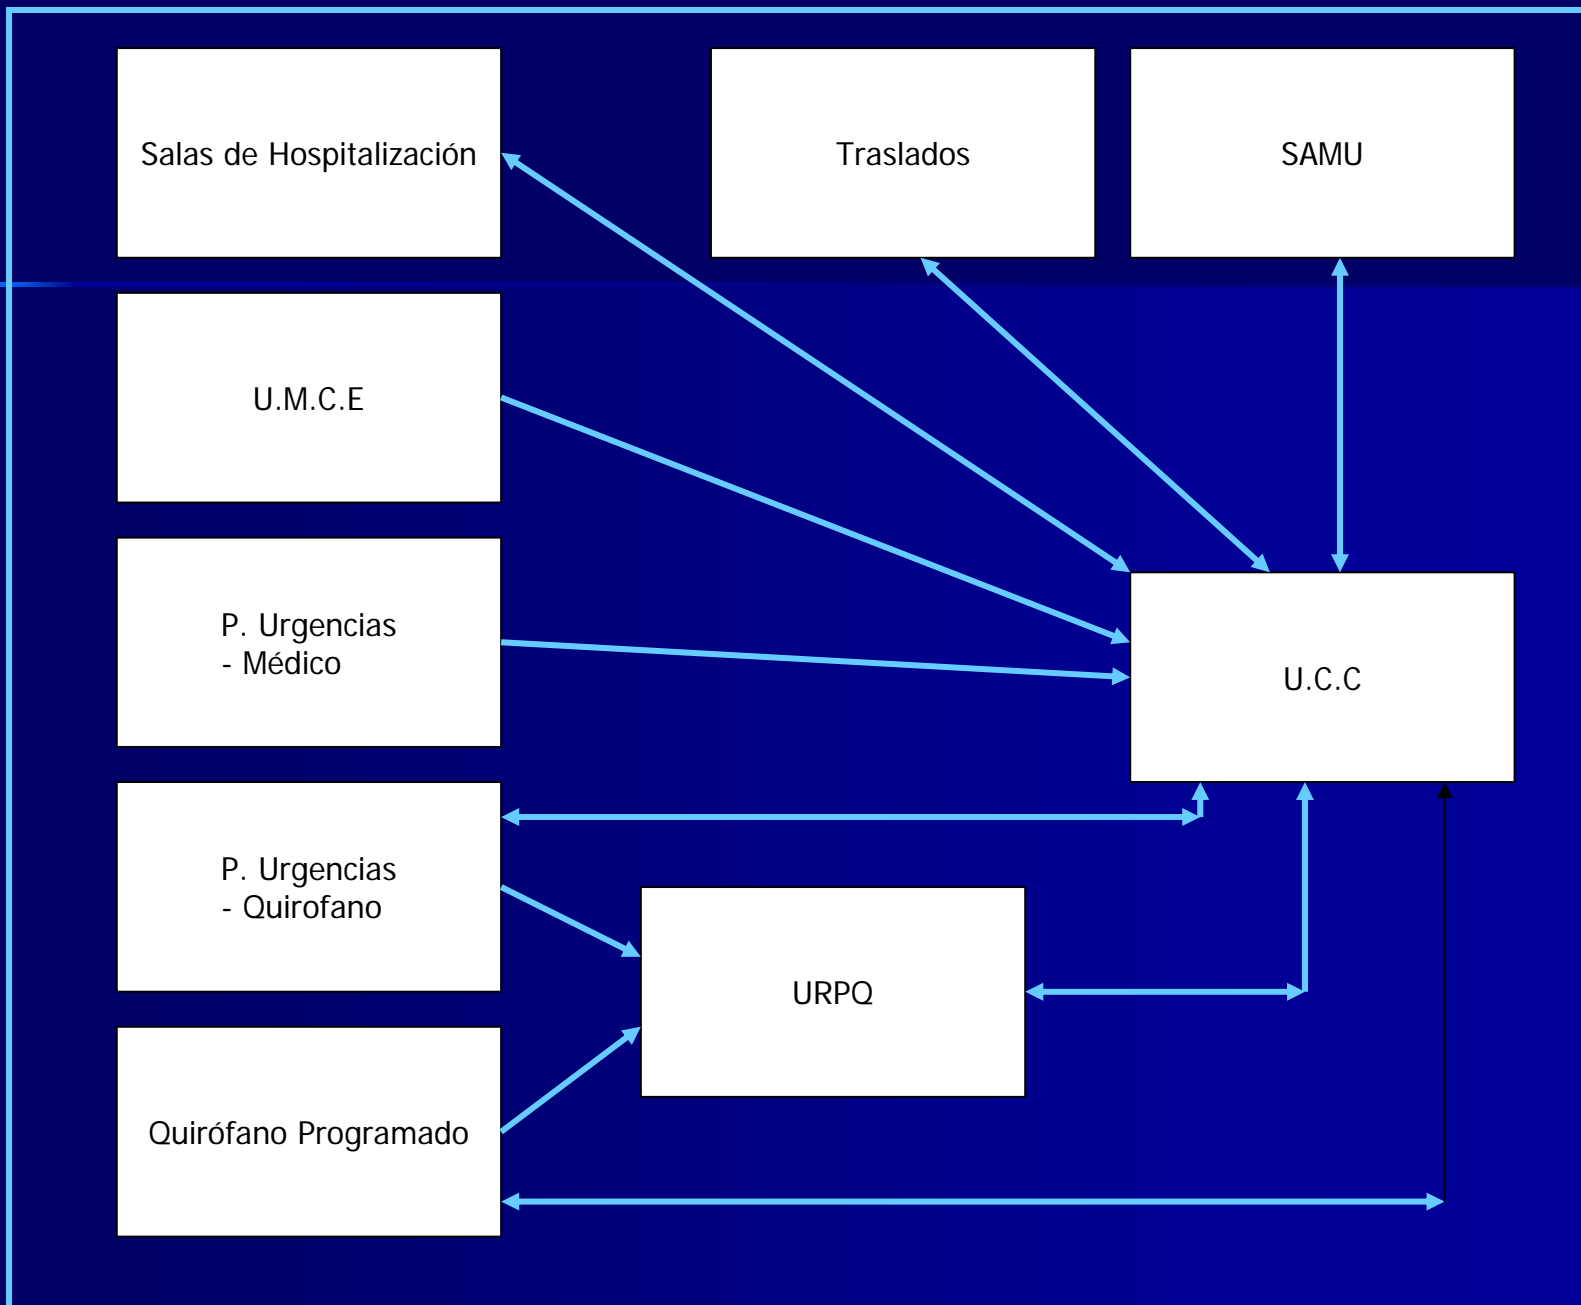 Salas de Hospitalización
Traslados
SAMU
U.M.C.E
P. Urgencias
- Médico
U.C.C
P. Urgencias
- Quirofano
URPQ
Quirófano Programado